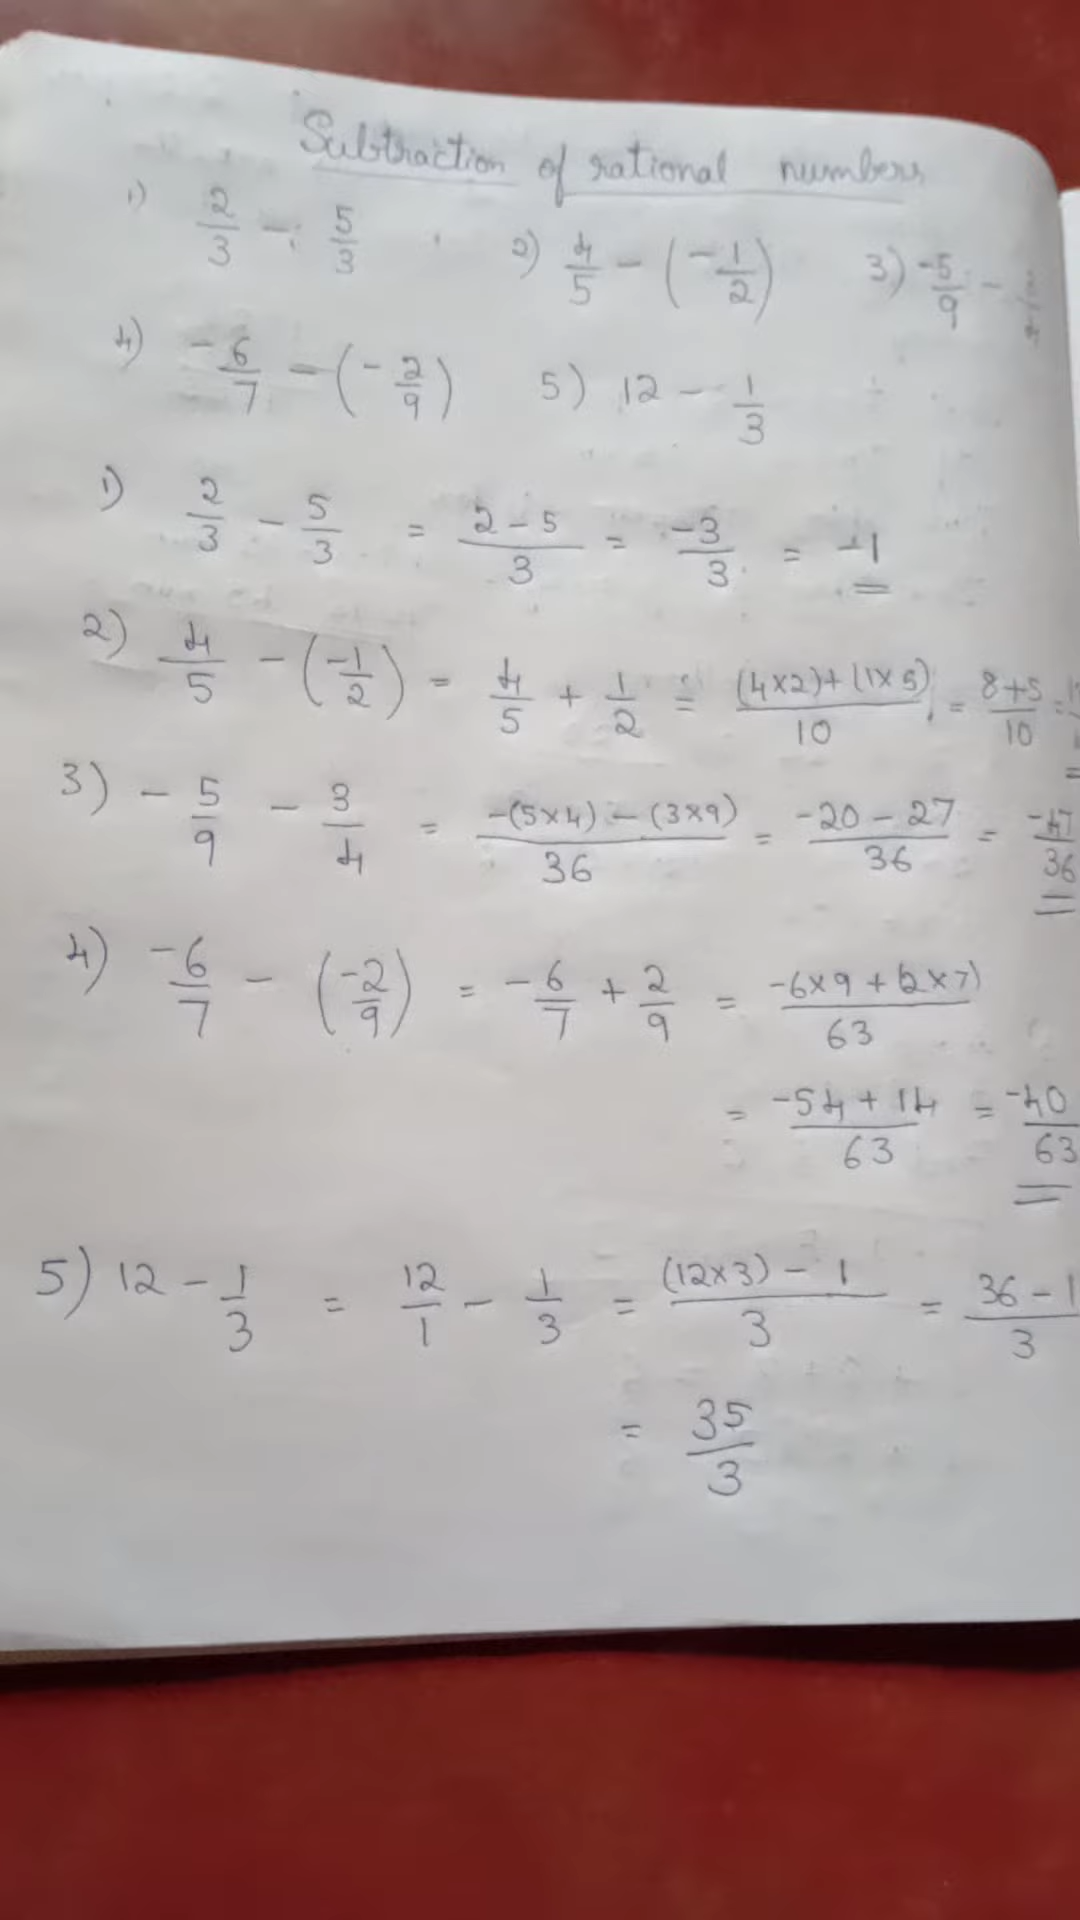 Subtraction of rational numbers
1) 2/3 - 5/3 2) 4/5 - (-1/2) 3) -5/9 -
4) -6/7 - (-2/9) 5) 12 - 1/3
1) 2/3 - 5/3 = 2-5/3 = -3/3 = -1
2) 4/5 - (-1/2) = 4/5 + 1/2 = (4×2)+(1×5)/10 = 8+5/10 =
3) -5/9 - 3/4 = -(5×4) - (3×9)/36 = -20-27/36 = -47/36
4) -6/7 - (-2/9) = -6/7 + 2/9 = -6×9 + (2×7)/63
= -54+14/63 = -40/63
5) 12 - 1/3 = 12/1 - 1/3 = (12×3) - 1/3 = 36-1/3
= 35/3